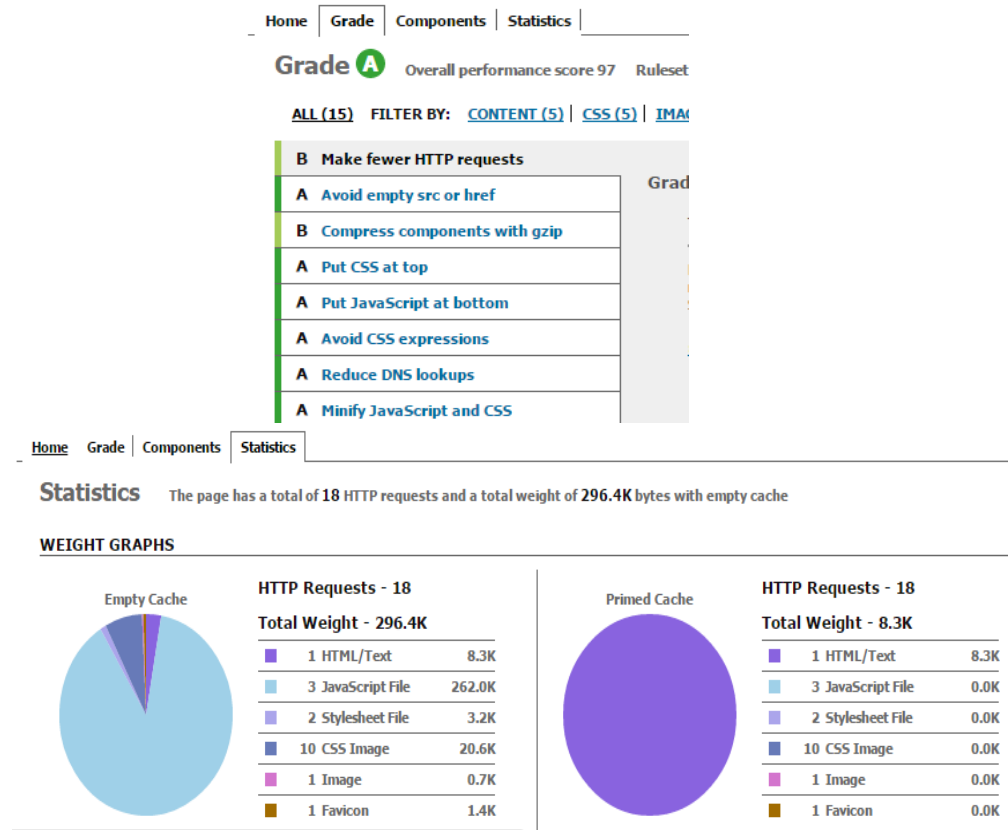 Home Grade Components Statistics
Grade A Overall performance score 97 Ruleset
ALL (15) FILTER BY: CONTENT (5) CSS (5)
B Make fewer HTTP requests
A Avoid empty src or href
B Compress components with gzip
A Put CSS at top
A Put JavaScript at bottom
A Avoid CSS expressions
A Reduce DNS lookups
A Minify JavaScript and CSS
Grad
Home Grade Components Statistics
Statistics The page has a total of 18 HTTP requests and a total weight of 296.4K bytes with empty cache
WEIGHT GRAPHS
Empty Cache
HTTP Requests - 18
Total Weight - 296.4K
1 HTML/Text 8.3K
3 JavaScript File 262.0K
2 Stylesheet File 3.2K
10 CSS Image 20.6K
1 Image 0.7K
1 Favicon 1.4K
Primed Cache
HTTP Requests - 18
Total Weight - 8.3K
1 HTML/Text 8.3K
3 JavaScript File 0.0K
2 Stylesheet File 0.0K
10 CSS Image 0.0K
1 Image 0.0K
1 Favicon 0.0K